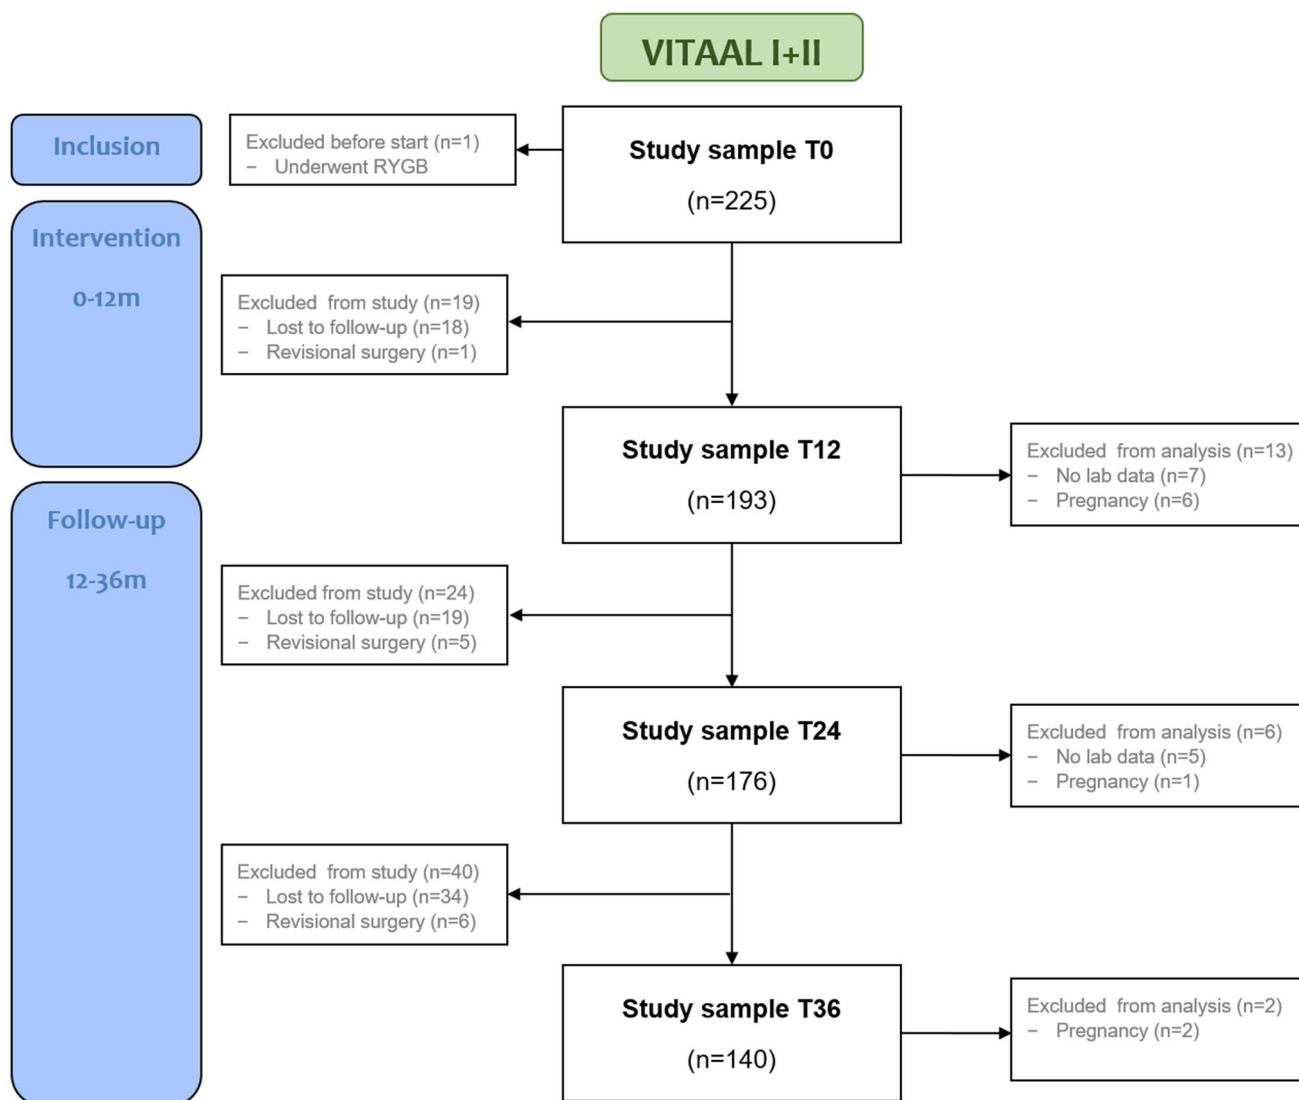 VITAAL I+II
Inclusion
Excluded before start (n=1)
− Underwent RYGB
Study sample T0
(n=225)
Intervention
0-12m
Excluded from study (n=19)
− Lost to follow-up (n=18)
− Revisional surgery (n=1)
Study sample T12
(n=193)
Excluded from analysis (n=13)
− No lab data (n=7)
− Pregnancy (n=6)
Follow-up
12-36m
Excluded from study (n=24)
− Lost to follow-up (n=19)
− Revisional surgery (n=5)
Study sample T24
(n=176)
Excluded from analysis (n=6)
− No lab data (n=5)
− Pregnancy (n=1)
Excluded from study (n=40)
− Lost to follow-up (n=34)
− Revisional surgery (n=6)
Study sample T36
(n=140)
Excluded from analysis (n=2)
− Pregnancy (n=2)